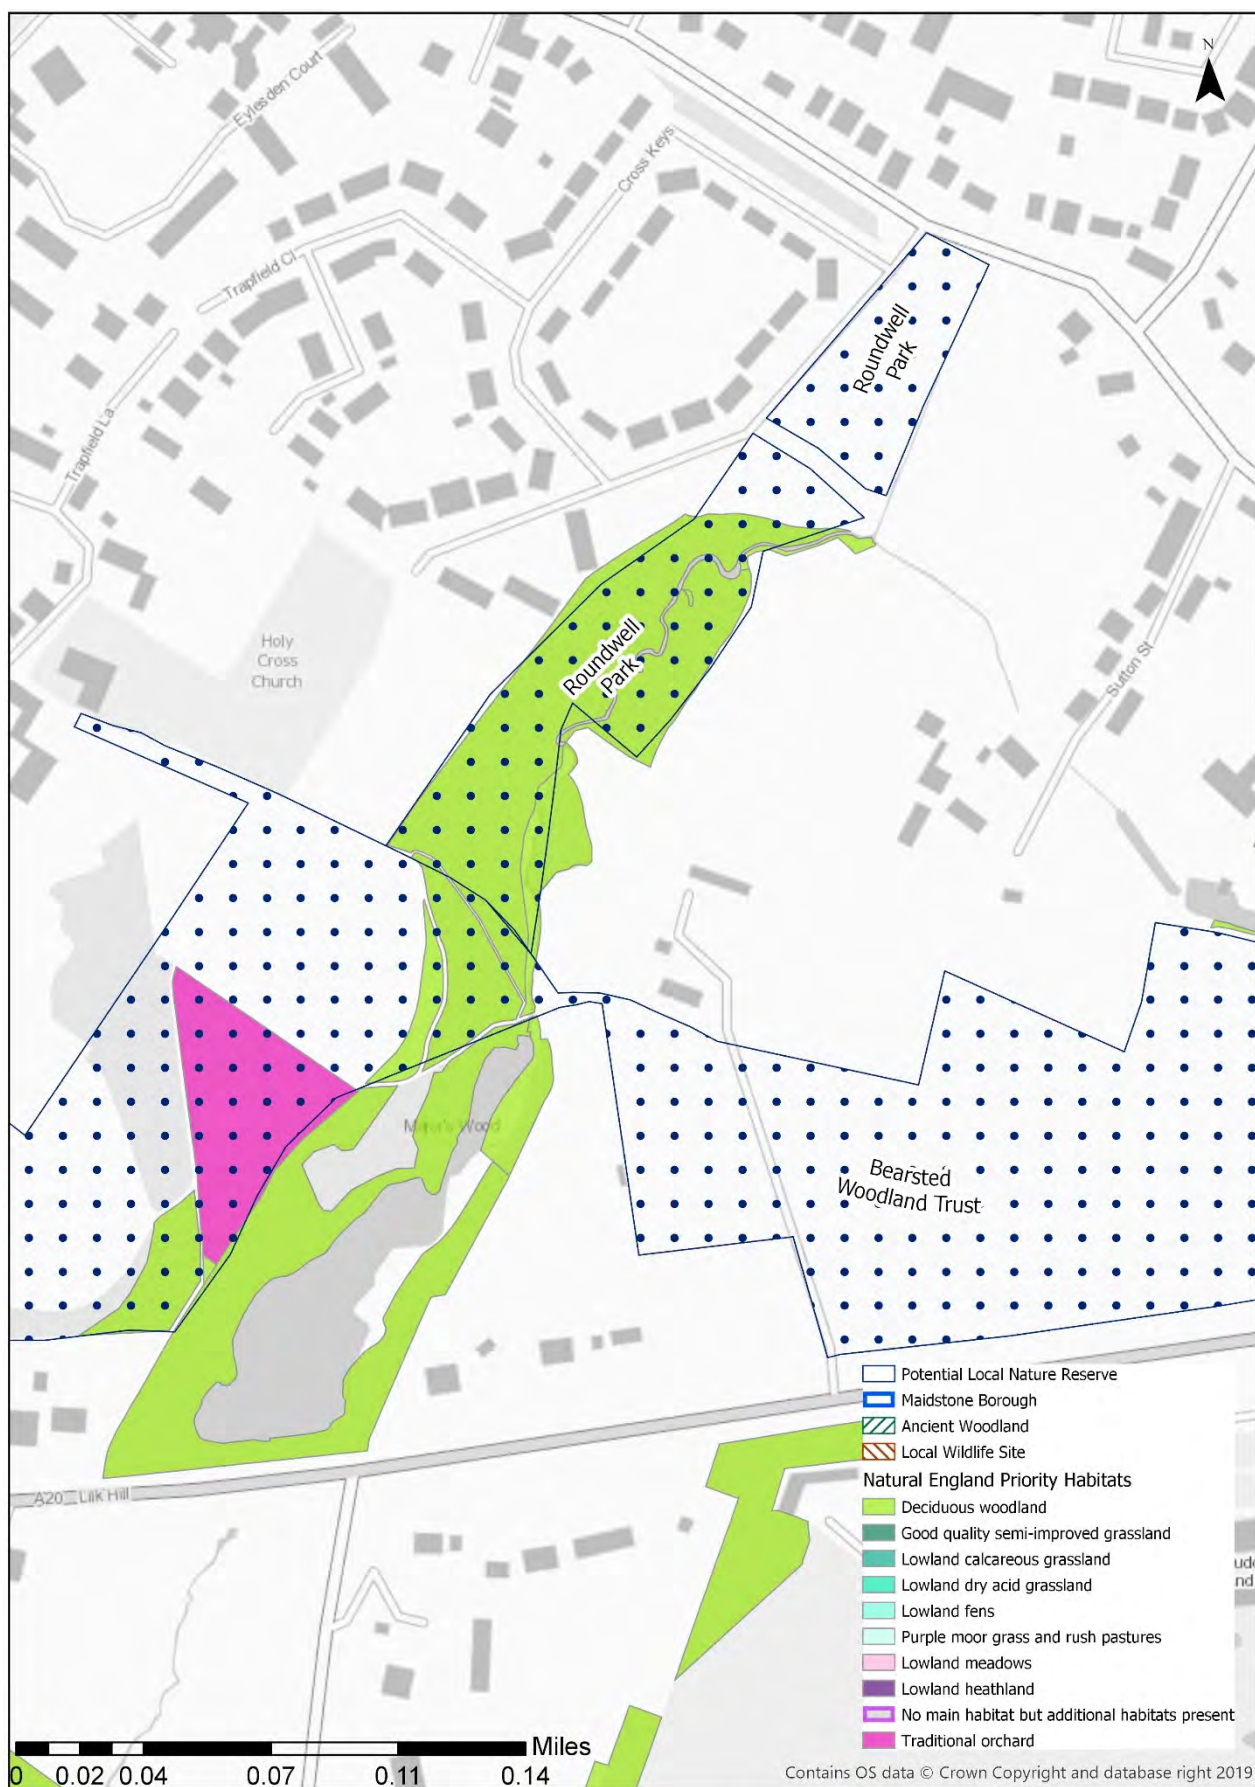 N
Eylesden Court
Cross Keys
Trapfield Cl
Roundwell
Park
Trapfield La
Holy
Cross
Church
Roundwell
Park
Sutton St
Bearsted
Woodland Trust
A20
Lilk Hill
Potential Local Nature Reserve
Maidstone Borough
Ancient Woodland
Local Wildlife Site
Natural England Priority Habitats
Deciduous woodland
Good quality semi-improved grassland
Lowland calcareous grassland
Lowland dry acid grassland
Lowland fens
Purple moor grass and rush pastures
Lowland meadows
Lowland heathland
No main habitat but additional habitats present
Traditional orchard
Miles
0 0.02 0.04 0.07 0.11 0.14
Contains OS data © Crown Copyright and database right 2019